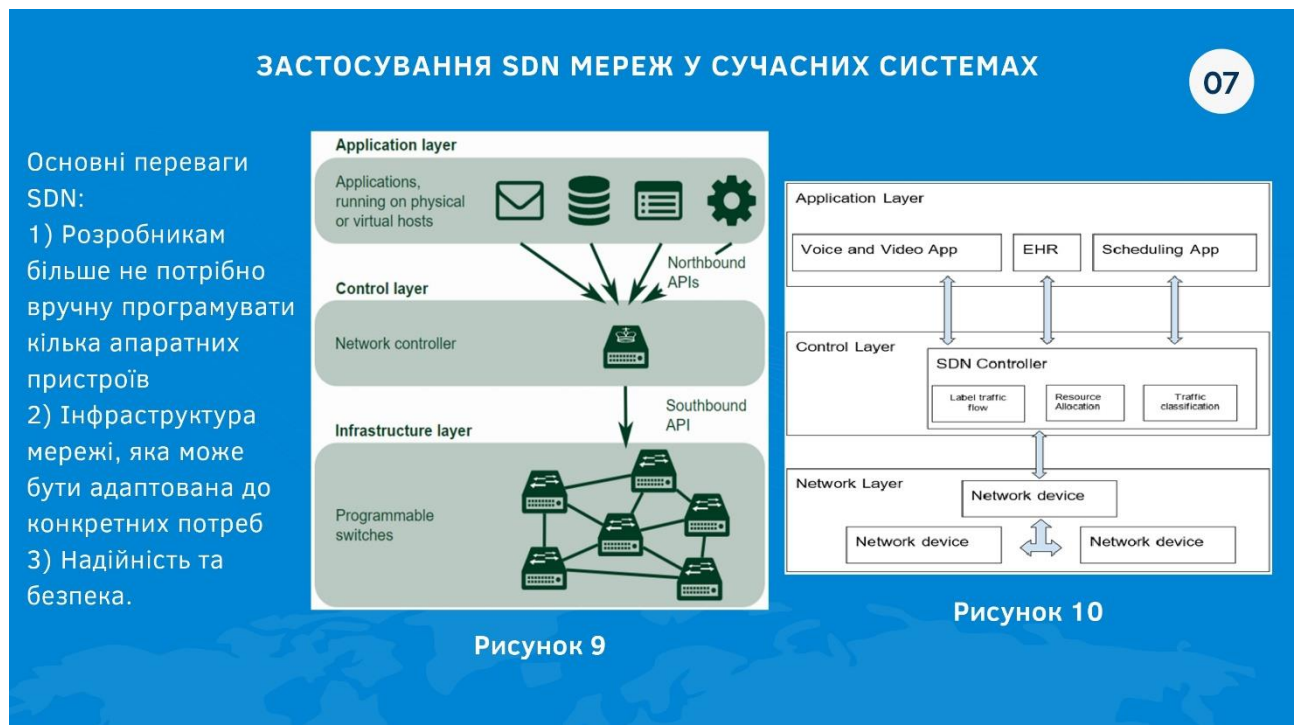 ЗАСТОСУВАННЯ SDN МЕРЕЖ У СУЧАСНИХ СИСТЕМАХ
07
Основні переваги
SDN:
1) Розробникам
більше не потрібно
вручну програмувати
кілька апаратних
пристроїв
2) Інфраструктура
мережі, яка може
бути адаптована до
конкретних потреб
3) Надійність та
безпека.
Application layer
Applications,
running on physical
or virtual hosts
Northbound
APIs
Control layer
Network controller
Southbound
API
Infrastructure layer
Programmable
switches
Рисунок 9
Application Layer
Voice and Video App
EHR
Scheduling App
Control Layer
SDN Controller
Label traffic
flow
Resource
Allocation
Traffic
classification
Network Layer
Network device
Network device
Network device
Рисунок 10